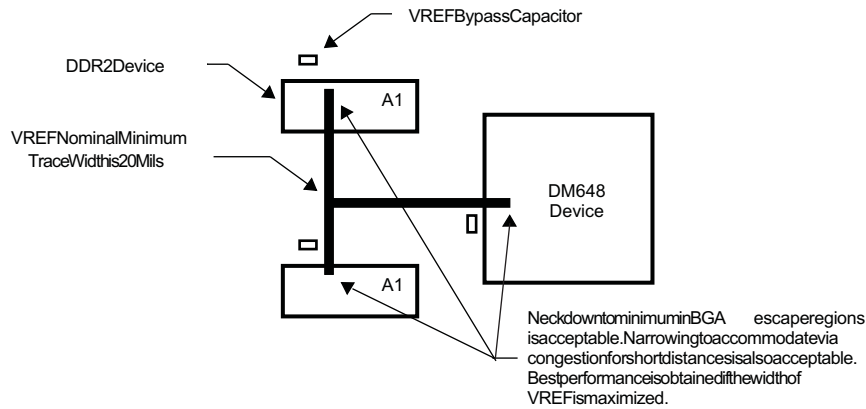 VREFBypassCapacitor
DDR2Device
A1
VREFNominalMinimum
TraceWidthis20Mils
DM648
Device
A1
NeckdowntominimuminBGA escaperegions
isacceptable.Narrowingtoaccommodatevia
congestionforshortdistancesisalsoacceptable.
Bestperformanceisobtainedifthewidthof
VREFismaximized.